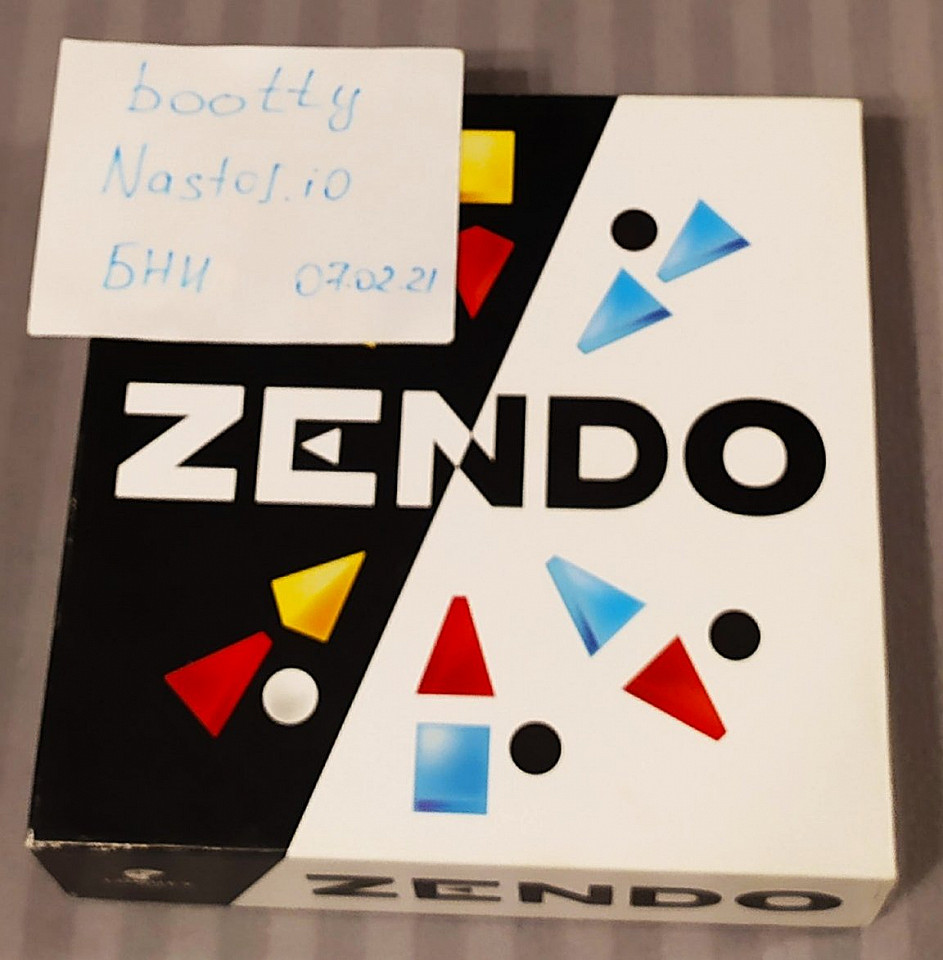 bootty
Nastol.io
БНИ 07.02.21
ZENDO
ZENDO